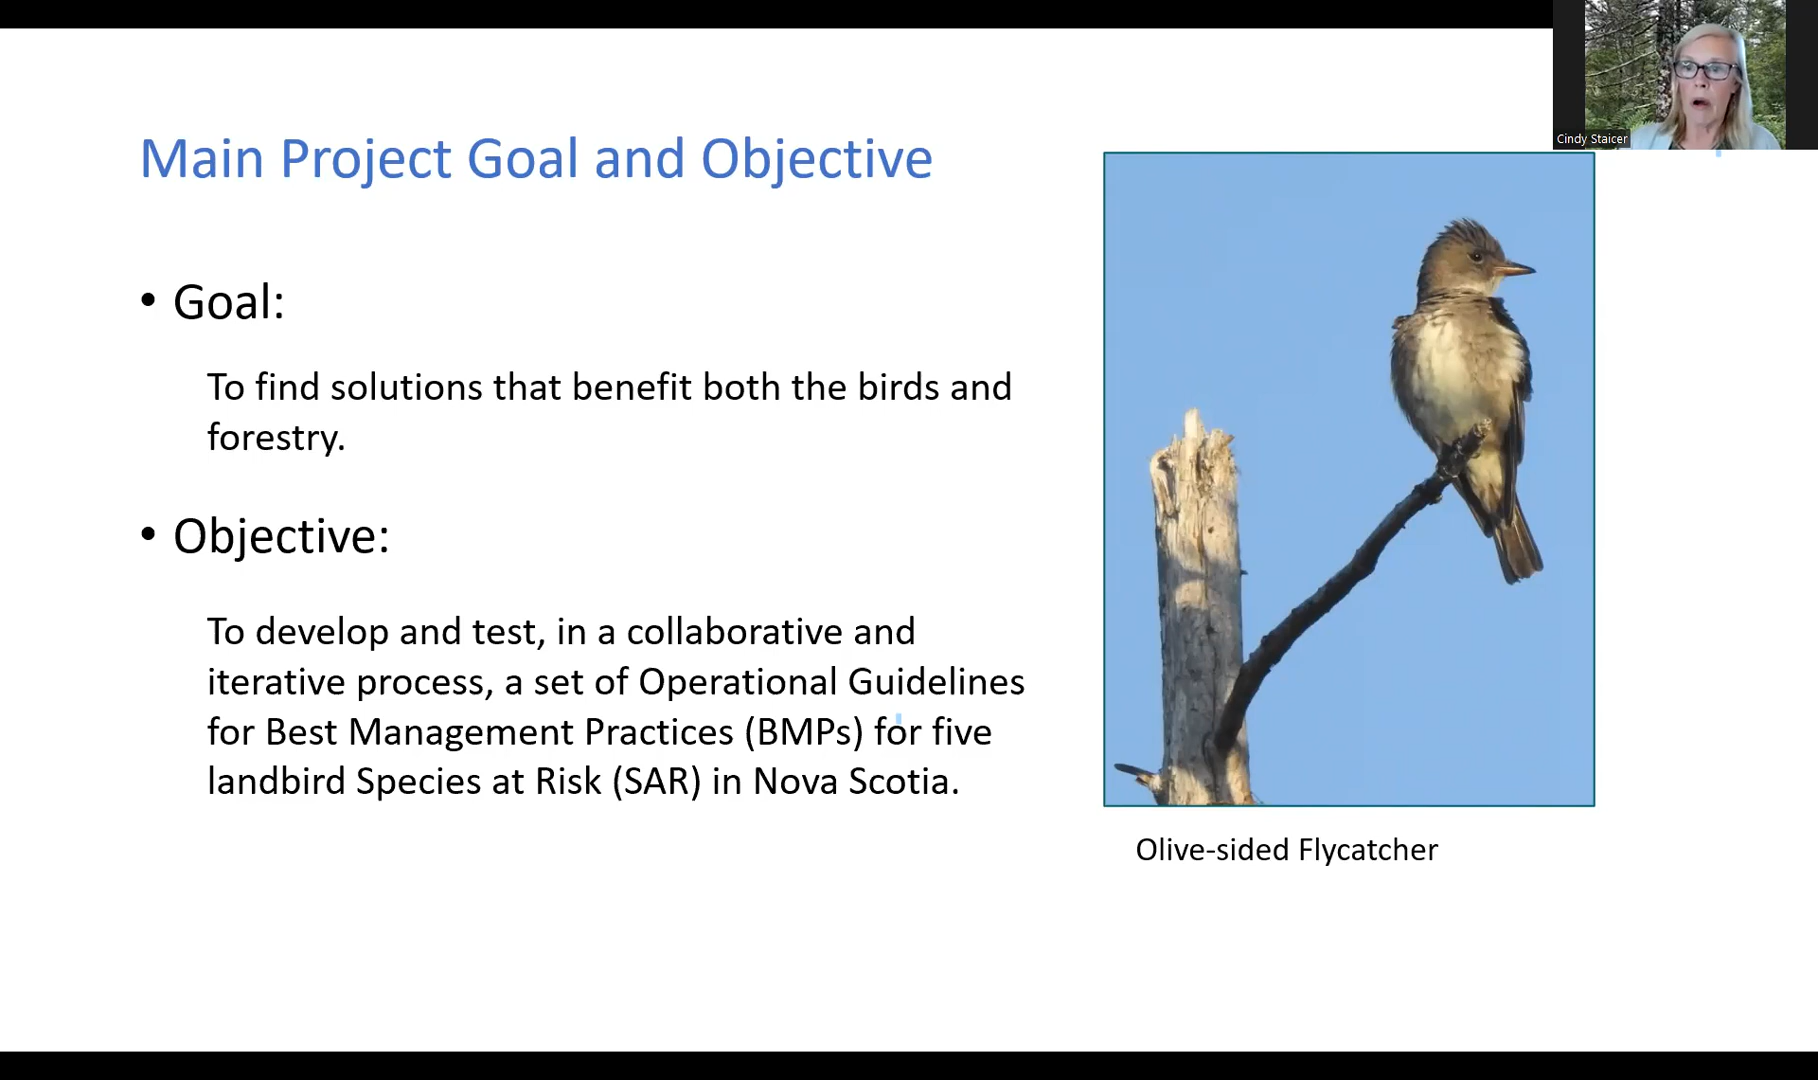 Cindy Staicer
Main Project Goal and Objective
• Goal:
To find solutions that benefit both the birds and
forestry.
• Objective:
To develop and test, in a collaborative and
iterative process, a set of Operational Guidelines
for Best Management Practices (BMPs) for five
landbird Species at Risk (SAR) in Nova Scotia.
Olive-sided Flycatcher